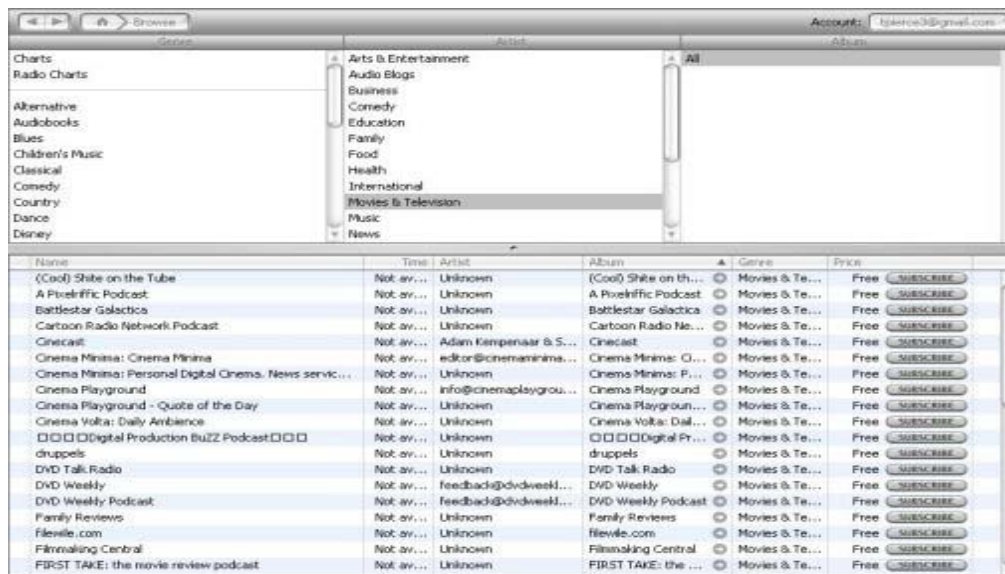 Browse Account: tpierce3@gmail.com
Genre Artist Album
Charts
Radio Charts
Alternative
Audiobooks
Blues
Children's Music
Classical
Comedy
Country
Dance
Disney
Arts & Entertainment
Audio Blogs
Business
Comedy
Education
Family
Food
Health
International
Movies & Television
Music
News
All
Name Time Artist Album Genre Price
(Cool) Shite on the Tube Not av... Unknown (Cool) Shite on th... Movies & Te... Free SUBSCRIBE
A Pixelriffic Podcast Not av... Unknown A Pixelriffic Podcast Movies & Te... Free SUBSCRIBE
Battlestar Galactica Not av... Unknown Battlestar Galactica Movies & Te... Free SUBSCRIBE
Cartoon Radio Network Podcast Not av... Unknown Cartoon Radio Ne... Movies & Te... Free SUBSCRIBE
Cinecast Not av... Adam Kempenaar & S... Cinecast Movies & Te... Free SUBSCRIBE
Cinema Minima: Cinema Minima Not av... editor@cinemaminima... Cinema Minima: Ci... Movies & Te... Free SUBSCRIBE
Cinema Minima: Personal Digital Cinema. News servic... Not av... Unknown Cinema Minima: P... Movies & Te... Free SUBSCRIBE
Cinema Playground Not av... info@cinemaplaygrou... Cinema Playground Movies & Te... Free SUBSCRIBE
Cinema Playground - Quote of the Day Not av... Unknown Cinema Playgroun... Movies & Te... Free SUBSCRIBE
Cinema Volta: Daily Ambience Not av... Unknown Cinema Volta: Dail... Movies & Te... Free SUBSCRIBE
□□□□Digital Production BuZZ Podcast□□□ Not av... Unknown □□□□Digital Pr... Movies & Te... Free SUBSCRIBE
druppels Not av... Unknown druppels Movies & Te... Free SUBSCRIBE
DVD Talk Radio Not av... Unknown DVD Talk Radio Movies & Te... Free SUBSCRIBE
DVD Weekly Not av... feedback@dvdweekl... DVD Weekly Movies & Te... Free SUBSCRIBE
DVD Weekly Podcast Not av... feedback@dvdweekl... DVD Weekly Podcast Movies & Te... Free SUBSCRIBE
Family Reviews Not av... Unknown Family Reviews Movies & Te... Free SUBSCRIBE
filewile.com Not av... Unknown filewile.com Movies & Te... Free SUBSCRIBE
Filmmaking Central Not av... Unknown Filmmaking Central Movies & Te... Free SUBSCRIBE
FIRST TAKE: the movie review podcast Not av... Unknown FIRST TAKE: the ... Movies & Te... Free SUBSCRIBE